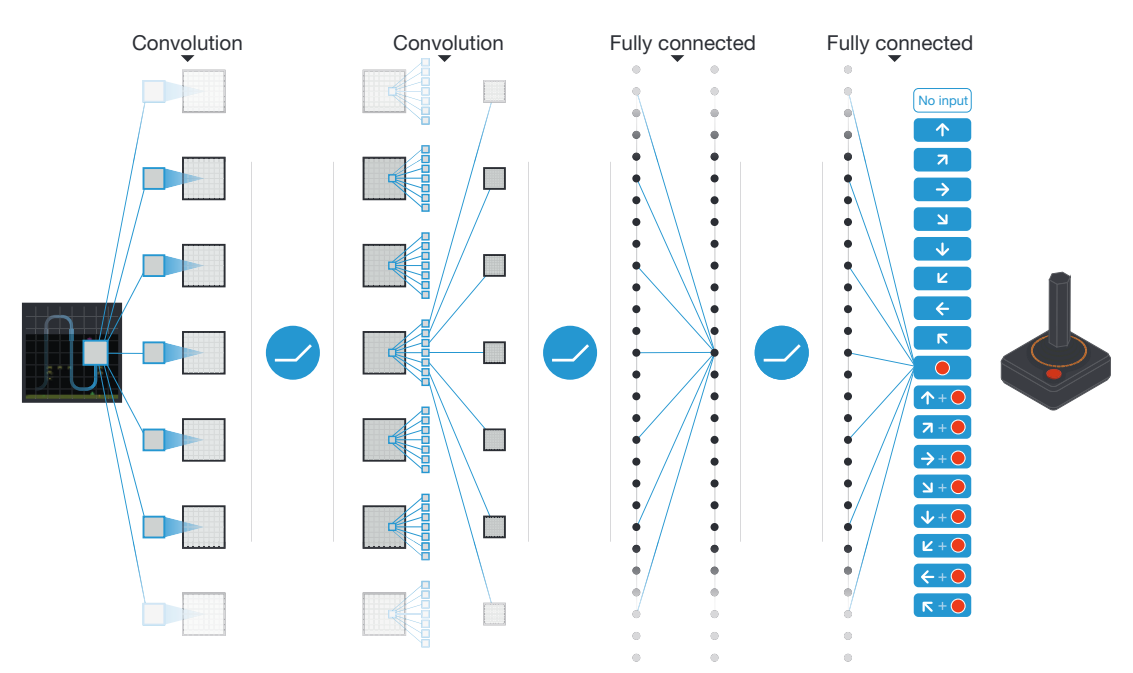 Convolution
Convolution
Fully connected
Fully connected
No input
+
+
+
+
+
+
+
+